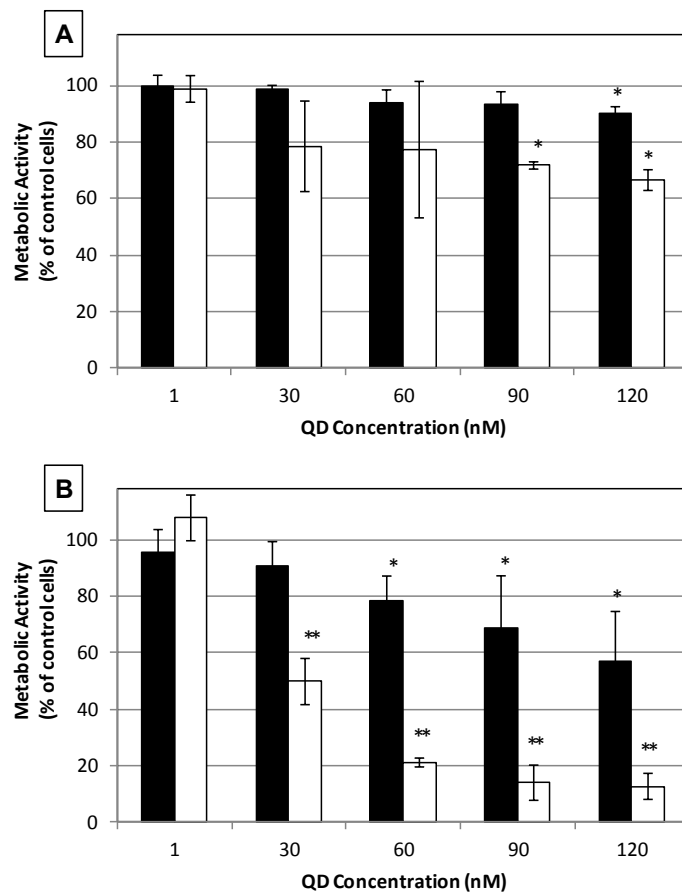 A
Metabolic Activity
(% of control cells)
100
80
60
40
20
0
*
*
*
1 30 60 90 120
QD Concentration (nM)
B
Metabolic Activity
(% of control cells)
100
80
60
40
20
0
**
*
**
*
**
*
**
1 30 60 90 120
QD Concentration (nM)